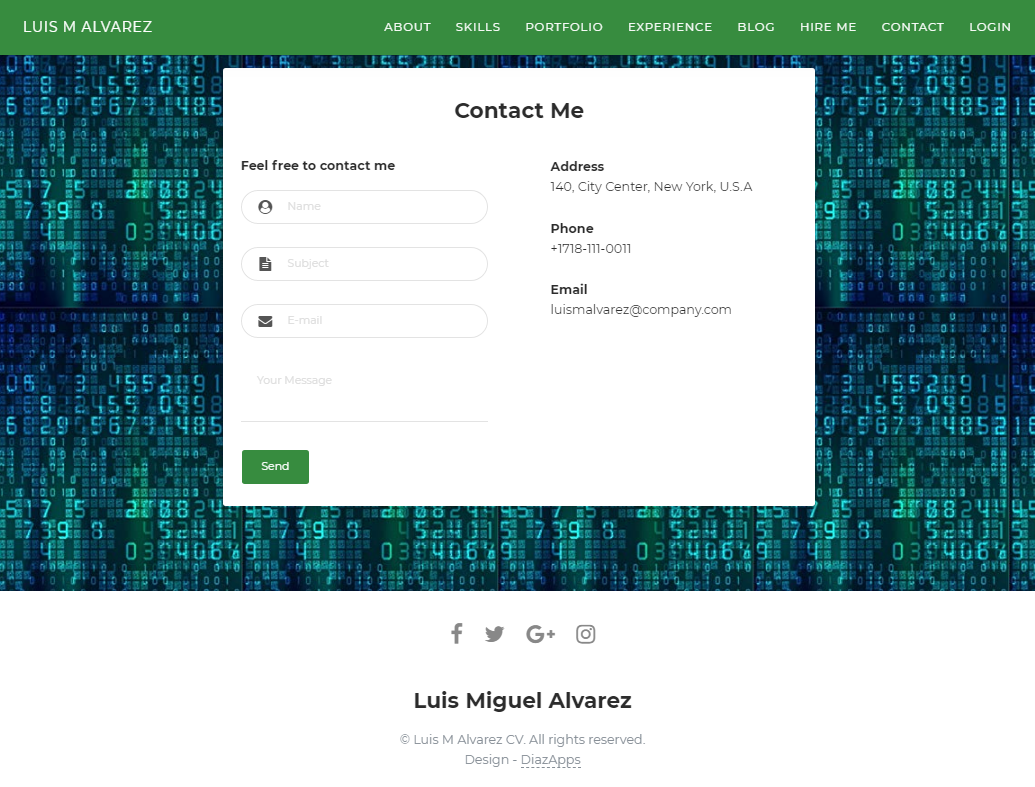 LUIS M ALVAREZ
ABOUT SKILLS PORTFOLIO EXPERIENCE BLOG HIRE ME CONTACT LOGIN
Contact Me
Feel free to contact me
Name
Subject
E-mail
Your Message
Send
Address
140, City Center, New York, U.S.A
Phone
+1718-111-0011
Email
luismalvarez@company.com
G+
Luis Miguel Alvarez
© Luis M Alvarez CV. All rights reserved.
Design - DiazApps